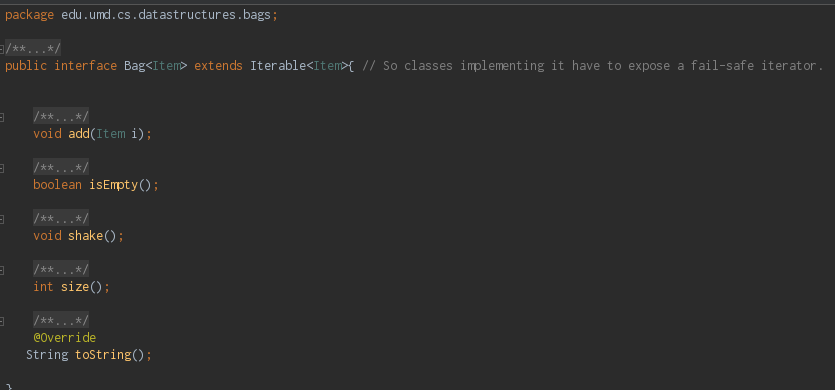 package edu.umd.cs.datastructures.bags;
/**...*/
public interface Bag<Item> extends Iterable<Item>{ // So classes implementing it have to expose a fail-safe iterator.
/**...*/
void add(Item i);
/**...*/
boolean isEmpty();
/**...*/
void shake();
/**...*/
int size();
/**...*/
@Override
String toString();
}